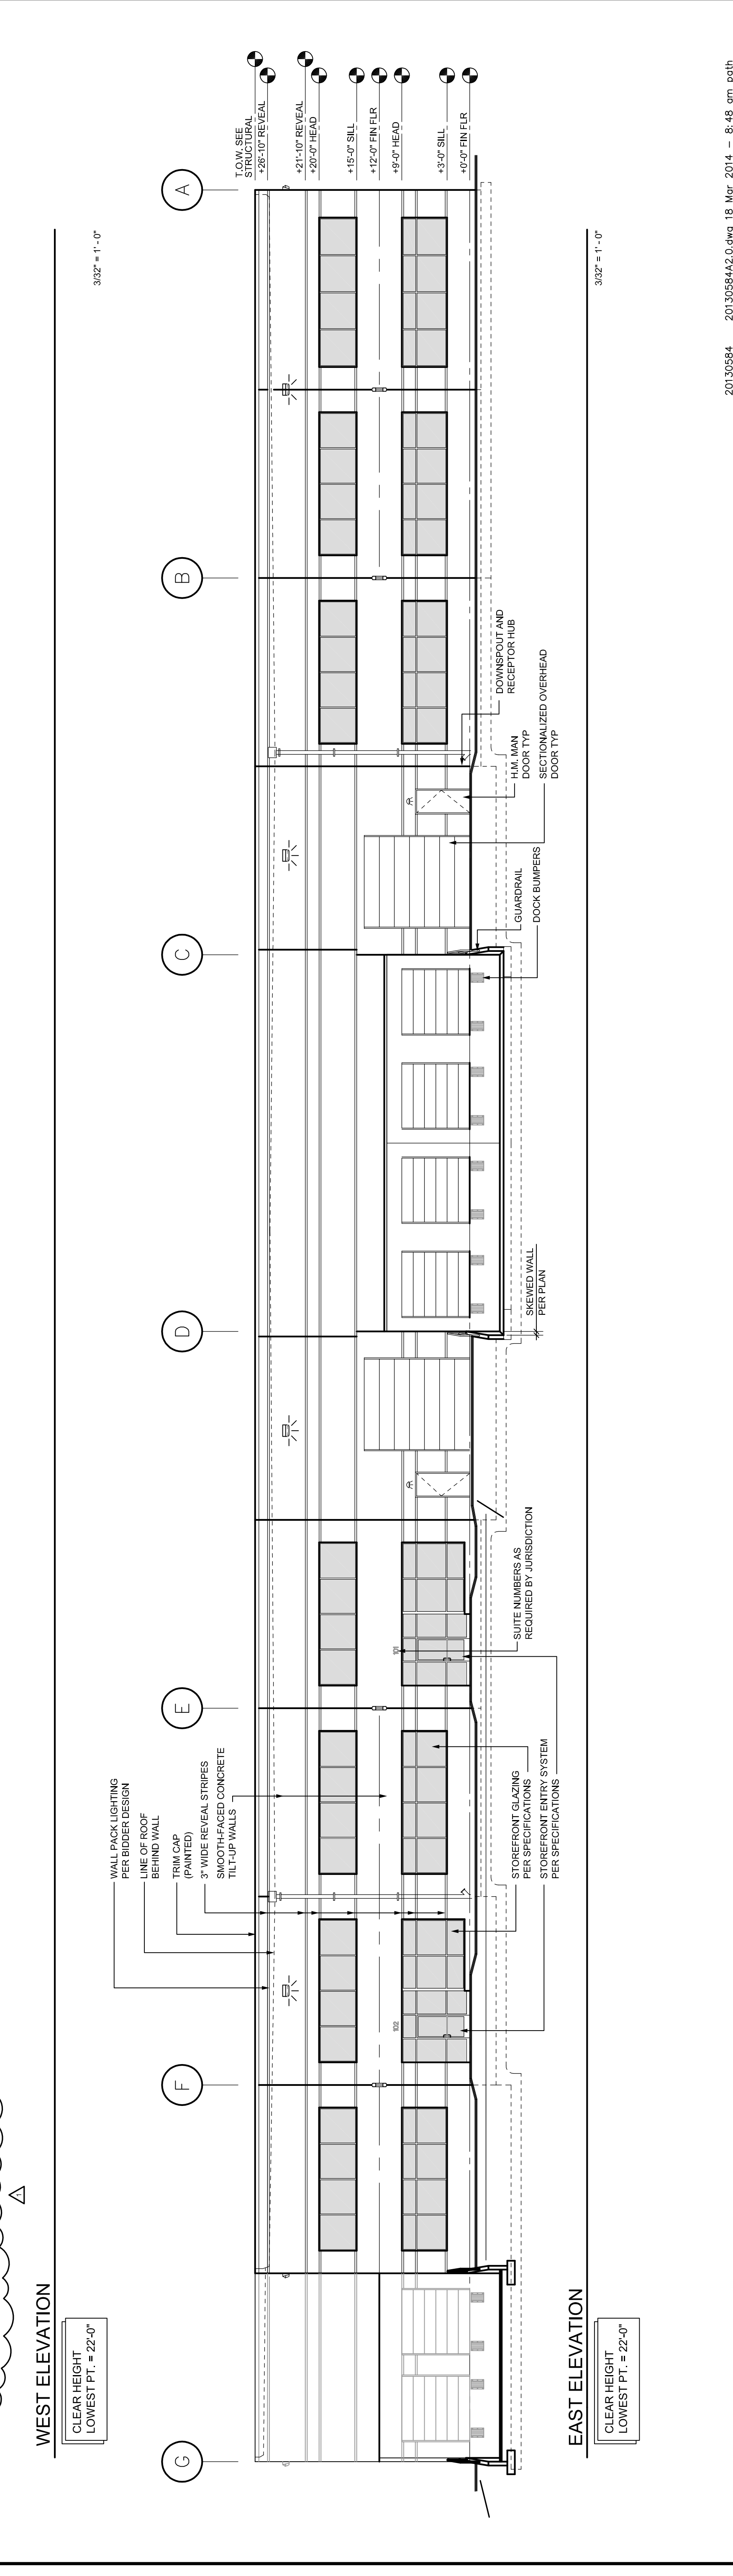 WEST ELEVATION
3/32" = 1' - 0"
CLEAR HEIGHT
LOWEST PT. = 22'-0"
1
G
F
E
D
C
B
A
WALL PACK LIGHTING
PER BIDDER DESIGN
LINE OF ROOF
BEHIND WALL
TRIM CAP
(PAINTED)
3" WIDE REVEAL STRIPES
SMOOTH-FACED CONCRETE
TILT-UP WALLS
T.O.W. SEE
STRUCTURAL
+26'-10" REVEAL
+21'-10" REVEAL
+20'-0" HEAD
+15'-0" SILL
+12'-0" FIN FLR
+9'-0" HEAD
+3'-0" SILL
+0'-0" FIN FLR
102
101
STOREFRONT GLAZING
PER SPECIFICATIONS
STOREFRONT ENTRY SYSTEM
PER SPECIFICATIONS
SUITE NUMBERS AS
REQUIRED BY JURISDICTION
SKEWED WALL
PER PLAN
GUARDRAIL
DOCK BUMPERS
H.M. MAN
DOOR TYP
SECTIONALIZED OVERHEAD
DOOR TYP
DOWNSPOUT AND
RECEPTOR HUB
EAST ELEVATION
3/32" = 1' - 0"
CLEAR HEIGHT
LOWEST PT. = 22'-0"
20130584 20130584A2.0.dwg 18 Mar 2014 - 8:48 am path